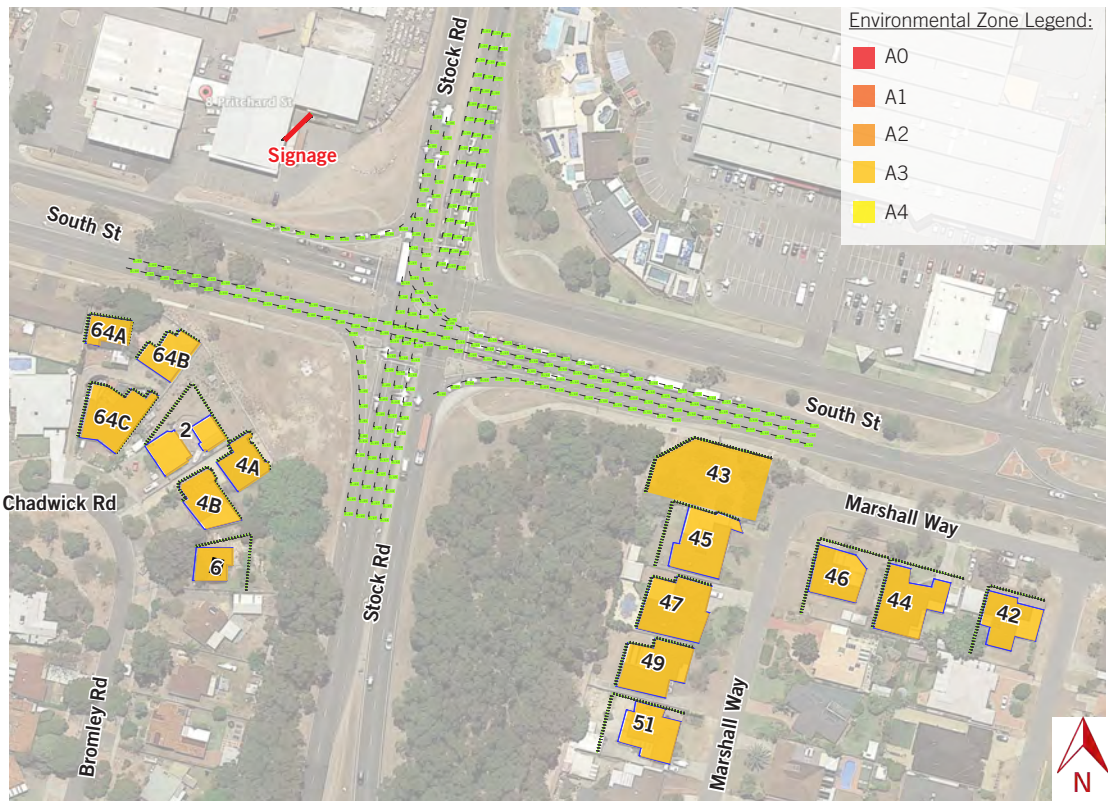 Environmental Zone Legend:
A0
A1
A2
A3
A4
Stock Rd
8 Pritchard St
Signage
South St
64A
64B
64C
2
4A
4B
6
Chadwick Rd
Bromley Rd
Stock Rd
South St
43
45
47
49
51
Marshall Way
46
44
42
Marshall Way
N